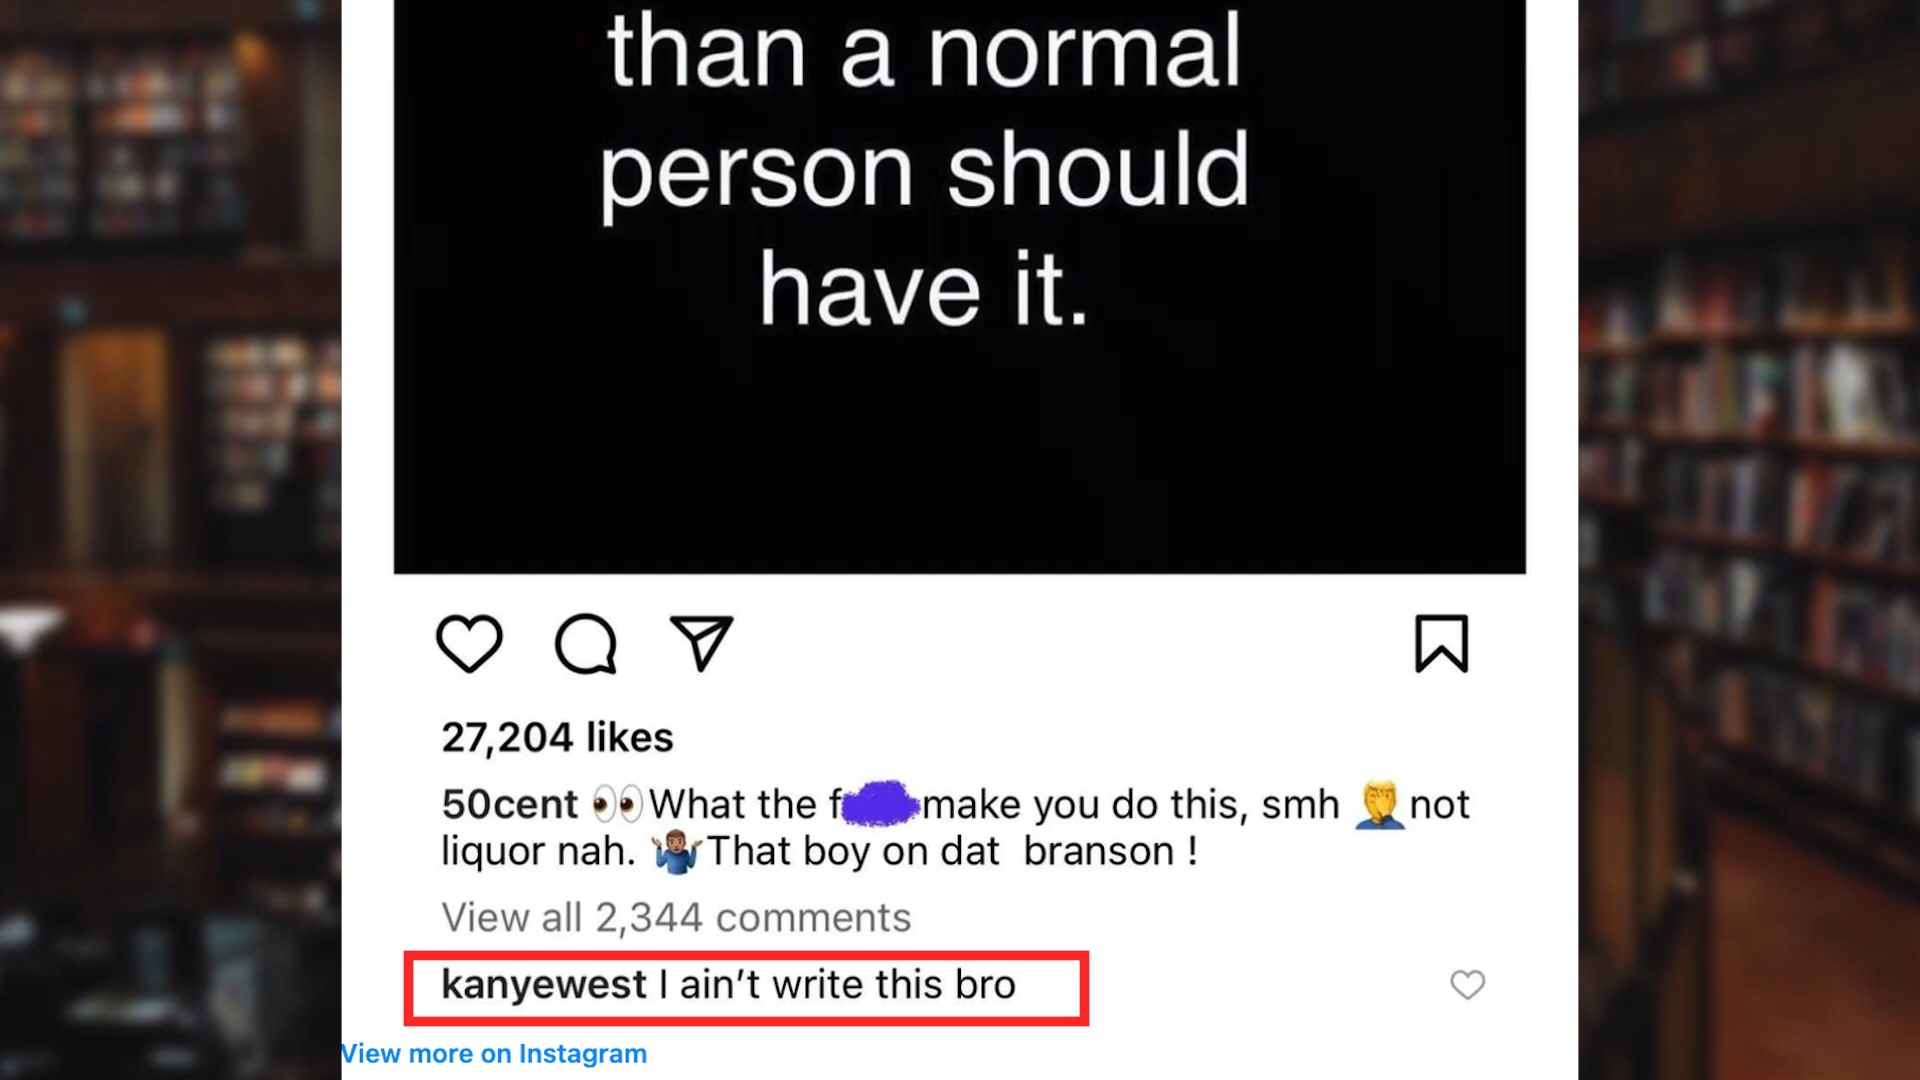 than a normal
person should
have it.
27,204 likes
50cent 👀What the f make you do this, smh 🤦not
liquor nah. 🤷🏽‍♂️That boy on dat branson !
View all 2,344 comments
kanyewest I ain’t write this bro
View more on Instagram